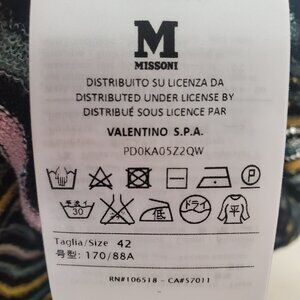 M
MISSONI
DISTRIBUITO SU LICENZA DA
DISTRIBUTED UNDER LICENSE BY
DISTRIBUÉ SOUS LICENCE PAR
VALENTINO S.P.A.
PD0KA05Z2QW
P
30
ドライ
平
Taglia/Size 42
号型: 170/88A
RN#106518 - CA#57011